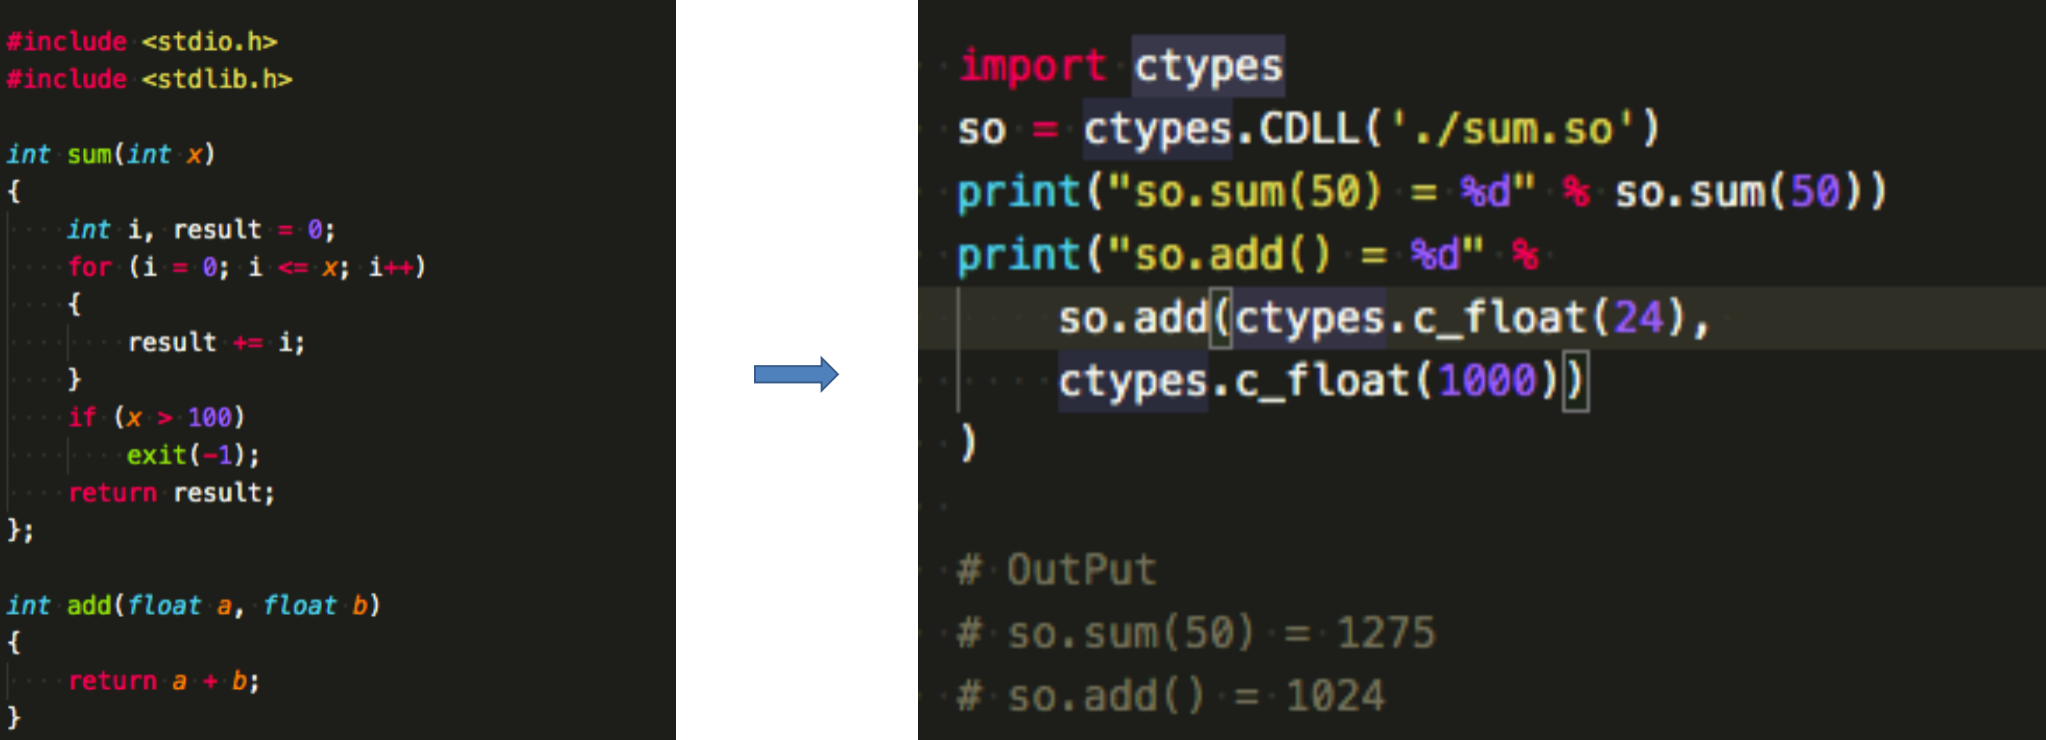 #include <stdio.h>
#include <stdlib.h>
int sum(int x)
{
int i, result = 0;
for (i = 0; i <= x; i++)
{
result += i;
}
if (x > 100)
exit(-1);
return result;
};
int add(float a, float b)
{
return a + b;
}
import ctypes
so = ctypes.CDLL('./sum.so')
print("so.sum(50) = %d" % so.sum(50))
print("so.add() = %d" %
so.add(ctypes.c_float(24),
ctypes.c_float(1000))
)
# OutPut
# so.sum(50) = 1275
# so.add() = 1024